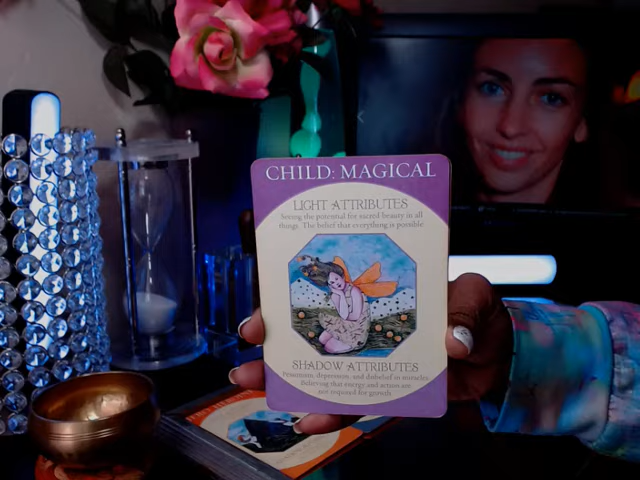 CHILD: MAGICAL
LIGHT ATTRIBUTES
Seeing the potential for sacred beauty in all
things. The belief that everything is possible.
SHADOW ATTRIBUTES
Pessimism, depression, and disbelief in miracles.
Believing that energy and action are
not required for growth.